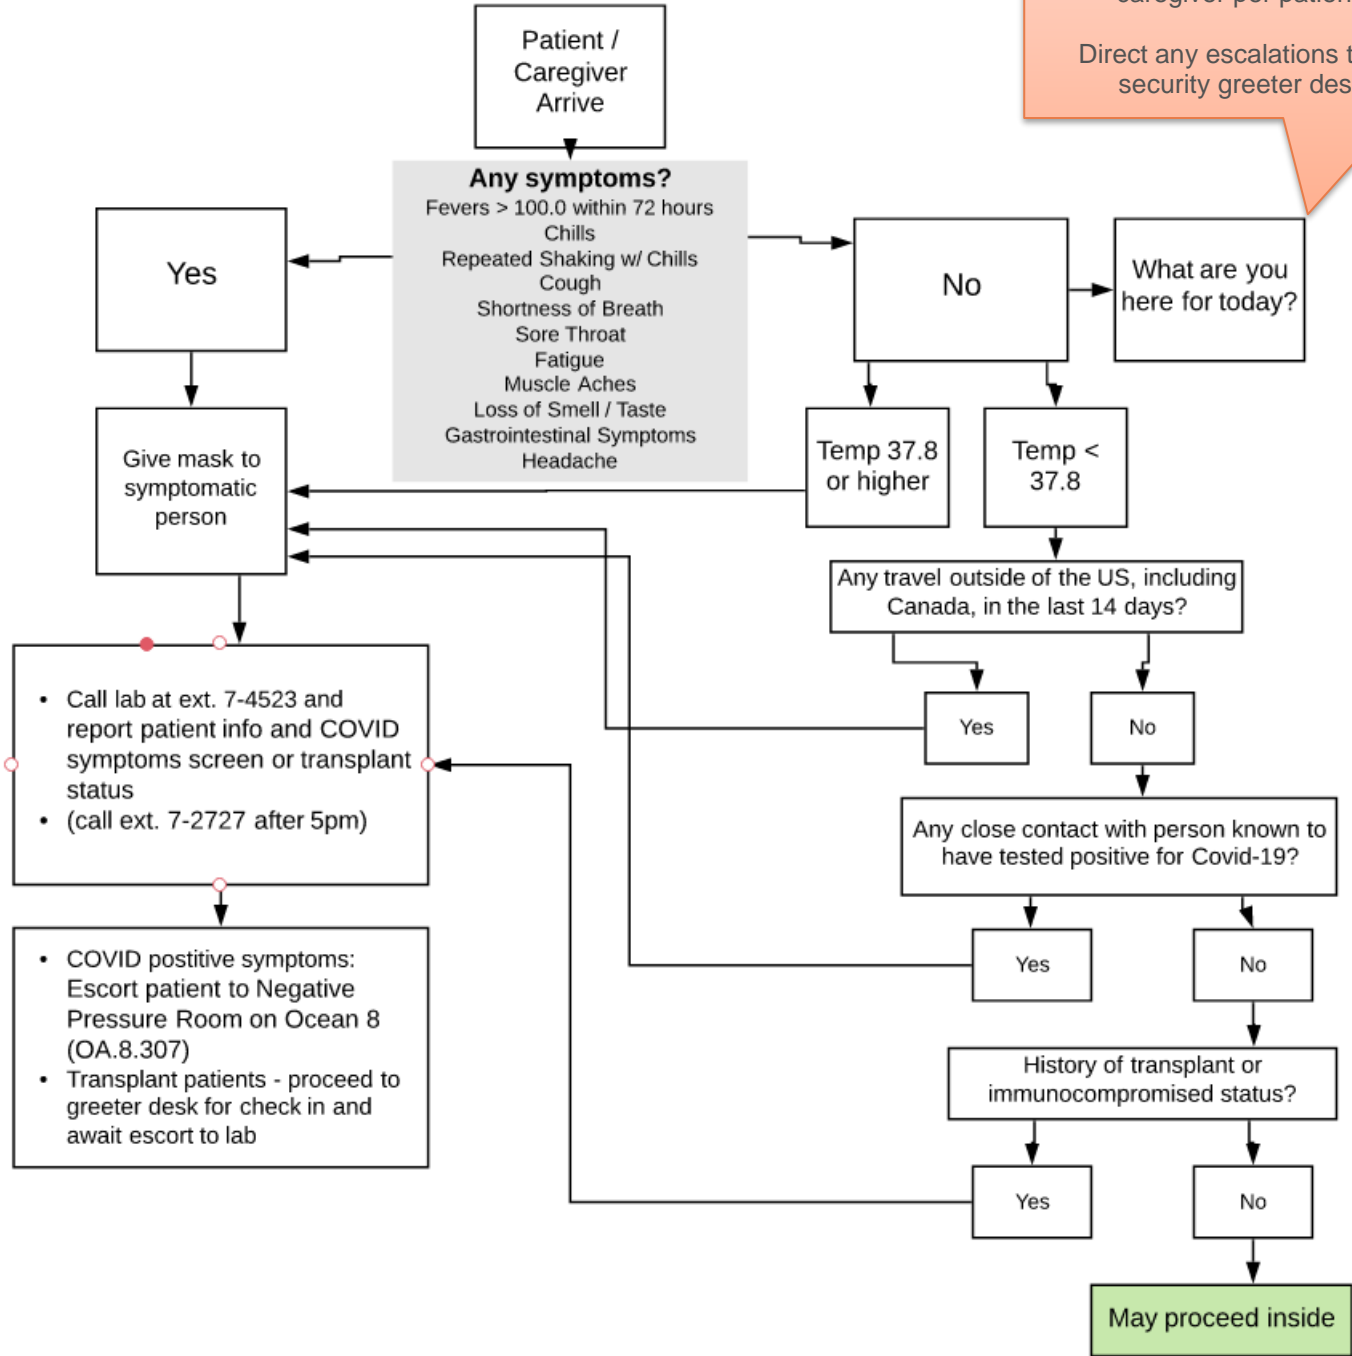 caregiver per patien
Direct any escalations t
security greeter des
Patient /
Caregiver
Arrive
Any symptoms?
Fevers > 100.0 within 72 hours
Chills
Repeated Shaking w/ Chills
Cough
Shortness of Breath
Sore Throat
Fatigue
Muscle Aches
Loss of Smell / Taste
Gastrointestinal Symptoms
Headache
Yes
No
What are you
here for today?
Give mask to
symptomatic
person
Temp 37.8
or higher
Temp <
37.8
Any travel outside of the US, including
Canada, in the last 14 days?
Yes
No
• Call lab at ext. 7-4523 and
report patient info and COVID
symptoms screen or transplant
status
• (call ext. 7-2727 after 5pm)
Any close contact with person known to
have tested positive for Covid-19?
Yes
No
• COVID postitive symptoms:
Escort patient to Negative
Pressure Room on Ocean 8
(OA.8.307)
• Transplant patients - proceed to
greeter desk for check in and
await escort to lab
History of transplant or
immunocompromised status?
Yes
No
May proceed inside